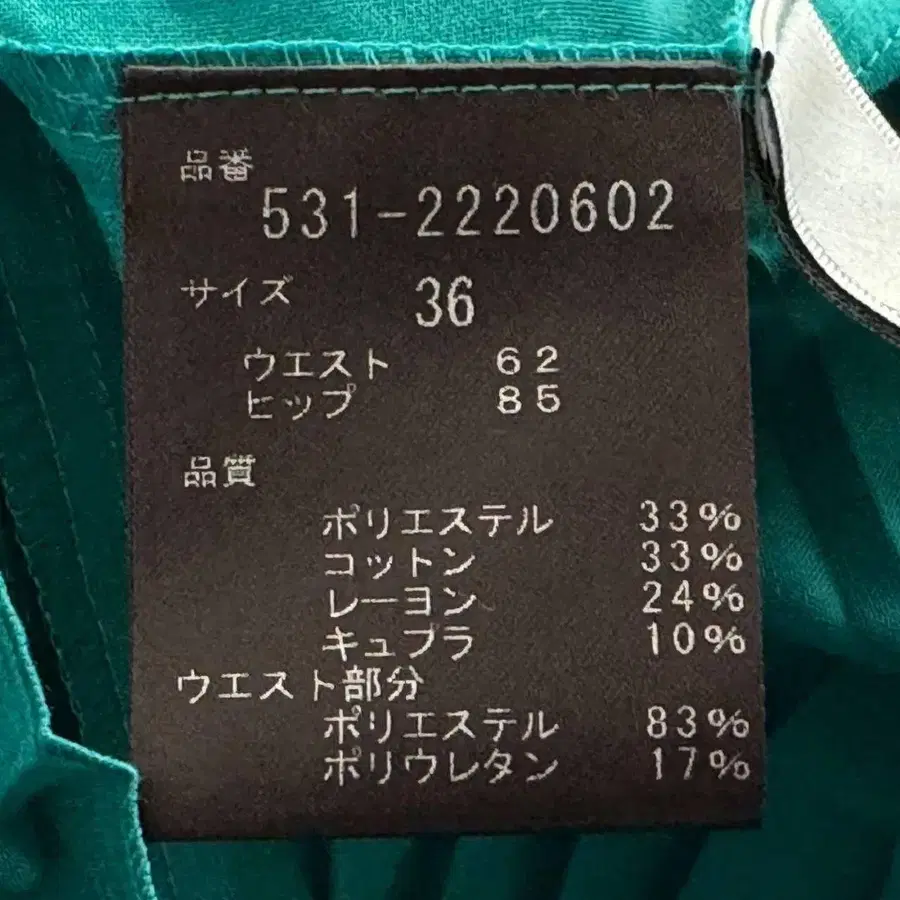 品番
531-2220602
サイズ 36
ウエスト 62
ヒップ 85
品質
ポリエステル 33%
コットン 33%
レーヨン 24%
キュプラ 10%
ウエスト部分
ポリエステル 83%
ポリウレタン 17%